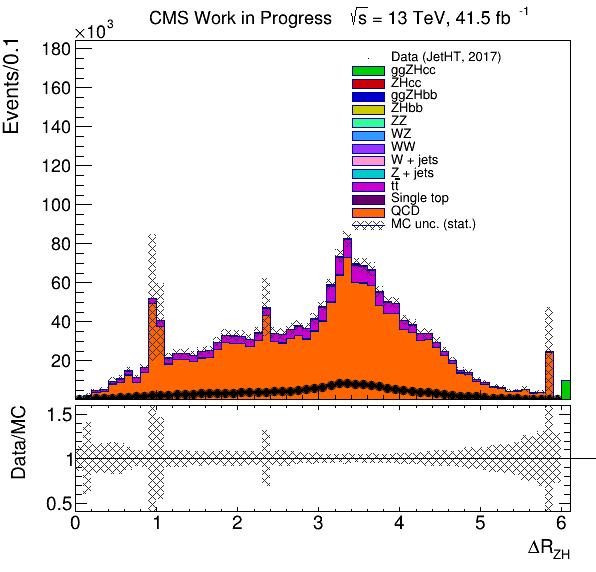 CMS Work in Progress √s = 13 TeV, 41.5 fb⁻¹
×10³
Events/0.1
180
160
140
120
100
80
60
40
20
Data (JetHT, 2017)
ggZHcc
ZHcc
ggZHbb
ZHbb
ZZ
WZ
WW
W + jets
Z + jets
tt̄
Single top
QCD
MC unc. (stat.)
Data/MC
1.5
1
0.5
0 1 2 3 4 5 6
ΔR_ZH